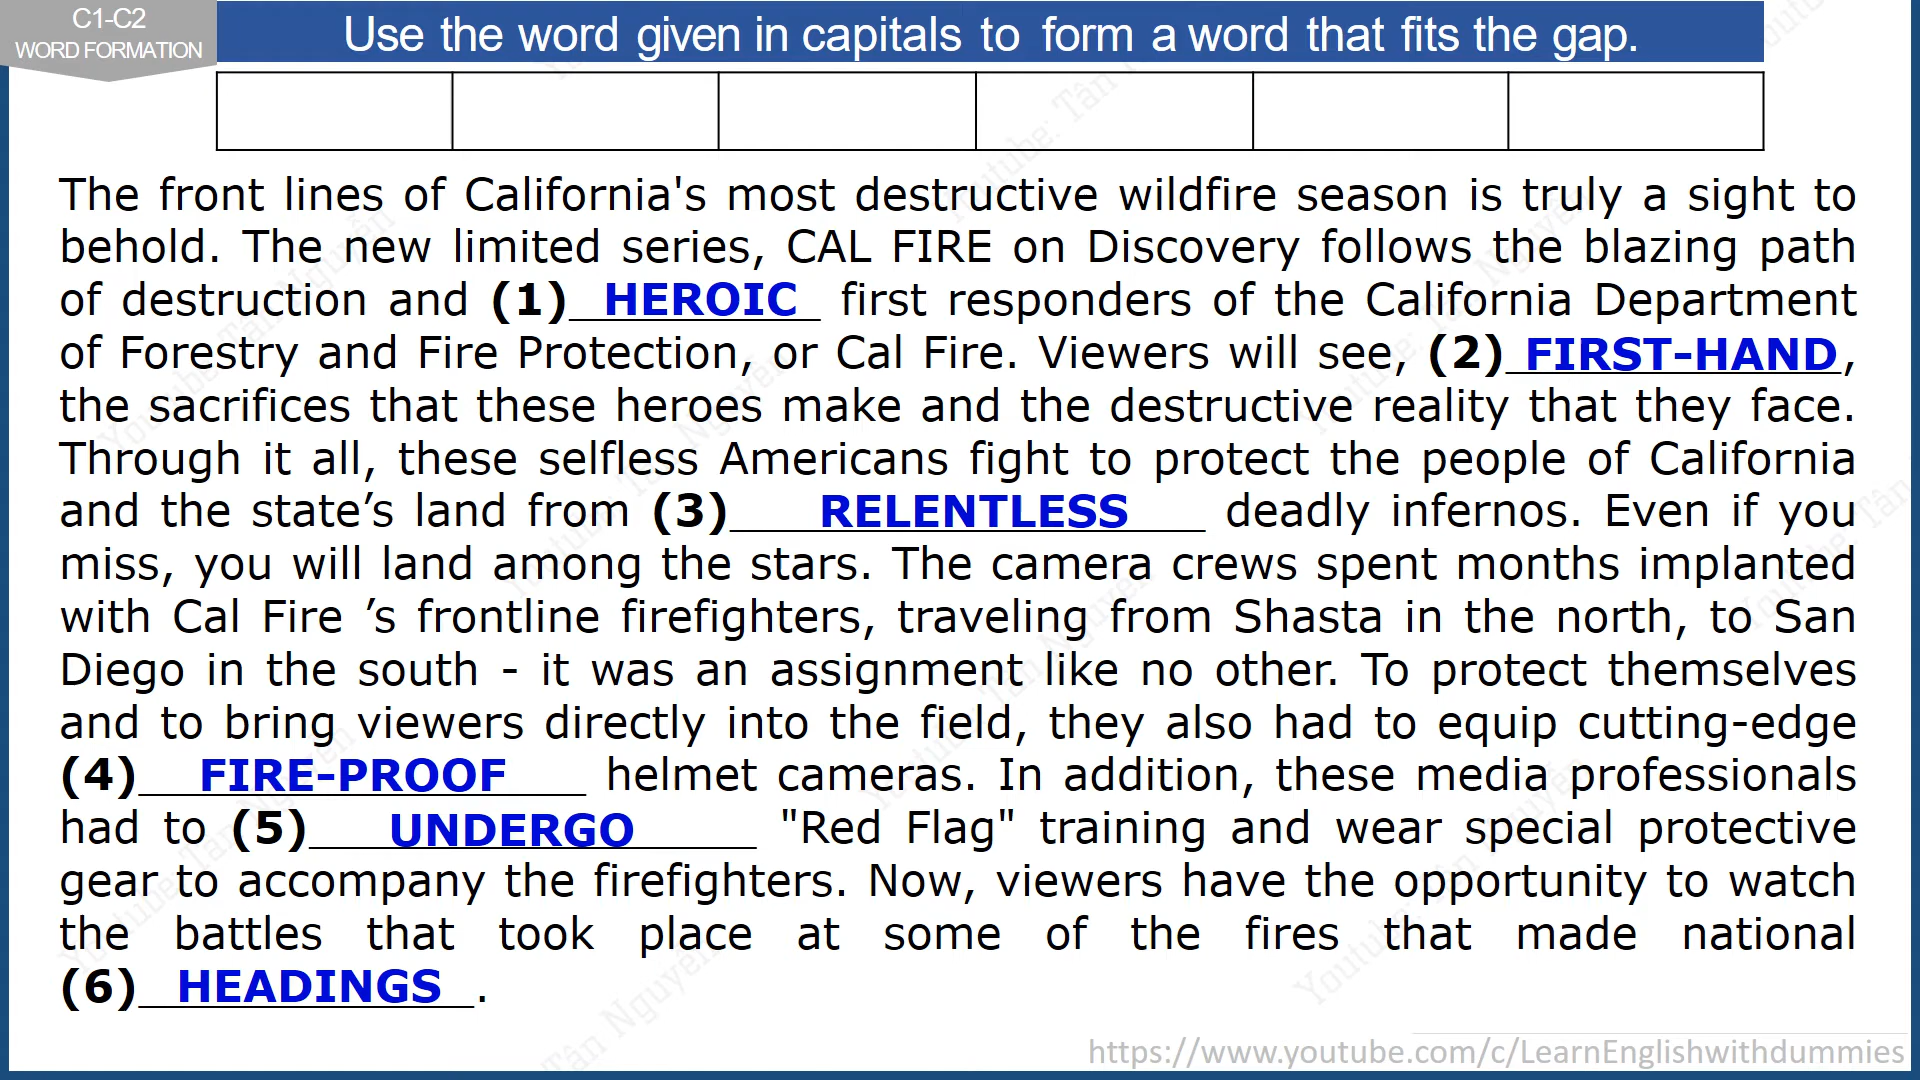 C1-C2
WORD FORMATION
Use the word given in capitals to form a word that fits the gap.
The front lines of California's most destructive wildfire season is truly a sight to
behold. The new limited series, CAL FIRE on Discovery follows the blazing path
of destruction and (1) HEROIC first responders of the California Department
of Forestry and Fire Protection, or Cal Fire. Viewers will see, (2) FIRST-HAND,
the sacrifices that these heroes make and the destructive reality that they face.
Through it all, these selfless Americans fight to protect the people of California
and the state’s land from (3) RELENTLESS deadly infernos. Even if you
miss, you will land among the stars. The camera crews spent months implanted
with Cal Fire ’s frontline firefighters, traveling from Shasta in the north, to San
Diego in the south - it was an assignment like no other. To protect themselves
and to bring viewers directly into the field, they also had to equip cutting-edge
(4) FIRE-PROOF helmet cameras. In addition, these media professionals
had to (5) UNDERGO "Red Flag" training and wear special protective
gear to accompany the firefighters. Now, viewers have the opportunity to watch
the battles that took place at some of the fires that made national
(6) HEADINGS.
https://www.youtube.com/c/LearnEnglishwithdummies
Youtube: Tân Nguyễn